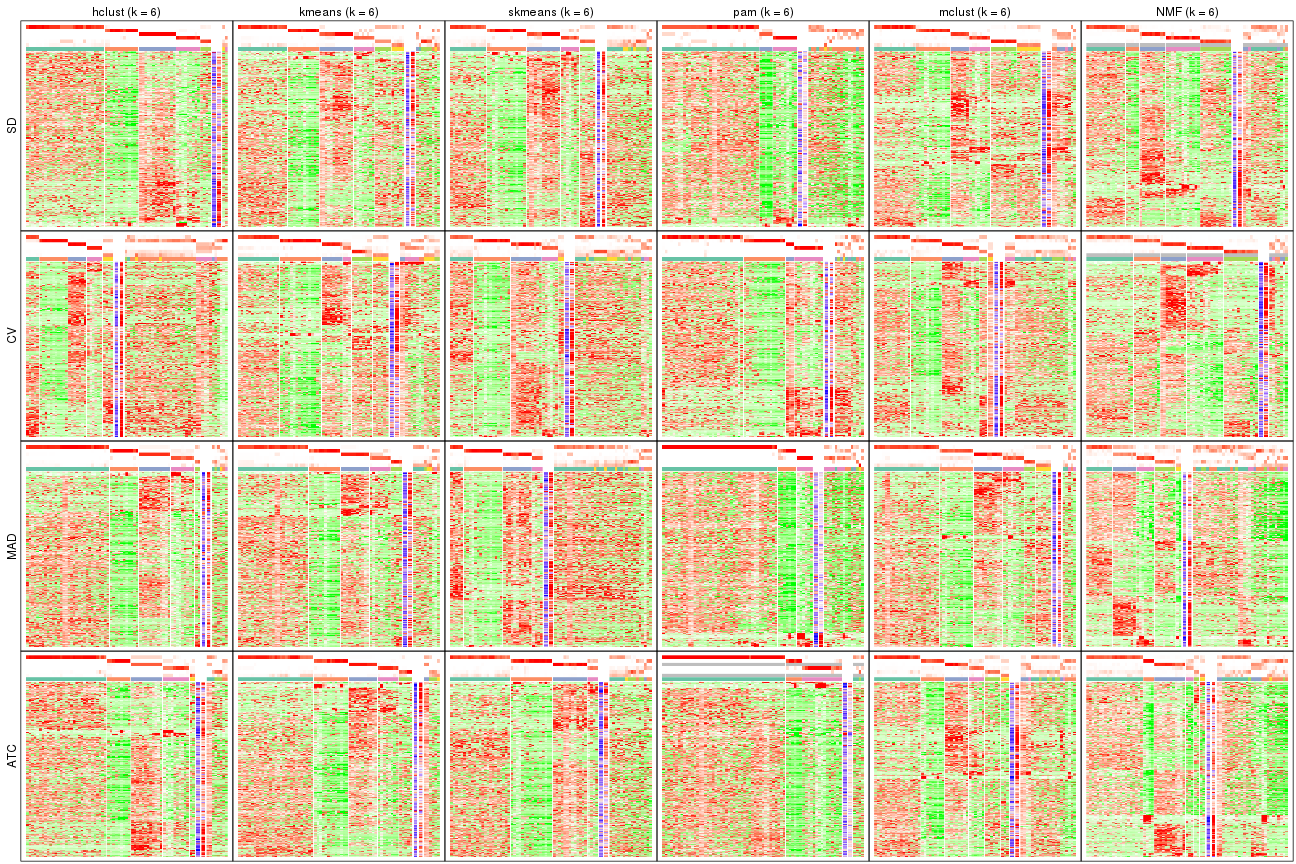 hclust (k = 6) kmeans (k = 6) skmeans (k = 6) pam (k = 6) mclust (k = 6) NMF (k = 6)
SD
CV
MAD
ATC